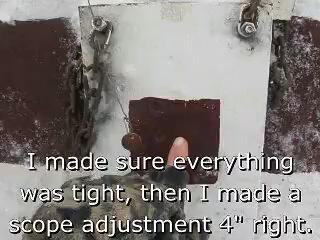 I made sure everything
was tight, then I made a
scope adjustment 4" right.